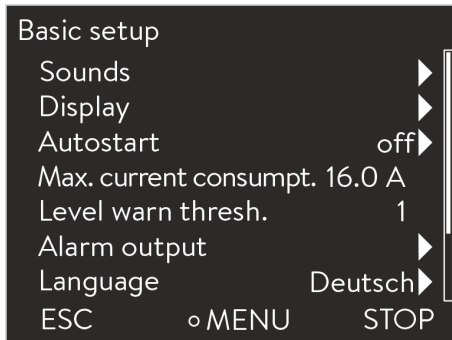 Basic setup
Sounds
Display
Autostart off
Max. current consumpt. 16.0 A
Level warn thresh. 1
Alarm output
Language Deutsch
ESC MENU STOP